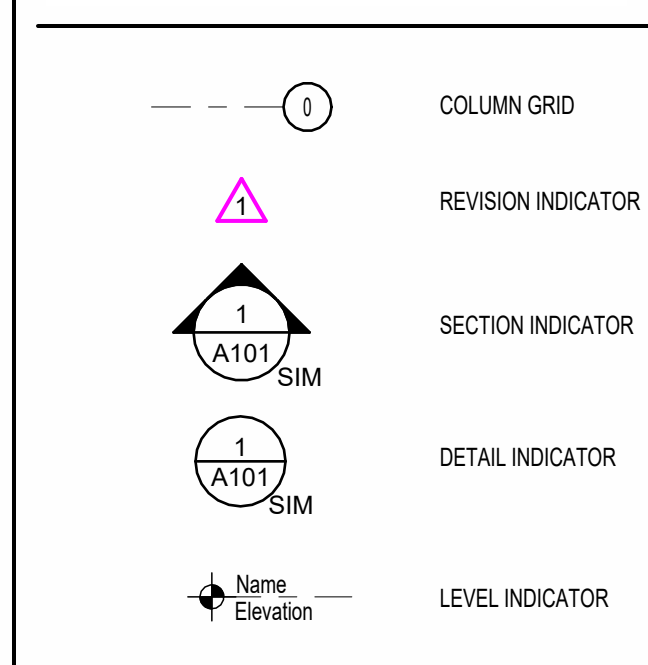 0 COLUMN GRID
1 REVISION INDICATOR
1
A101
SIM
SECTION INDICATOR
1
A101
SIM
DETAIL INDICATOR
Name
Elevation
LEVEL INDICATOR